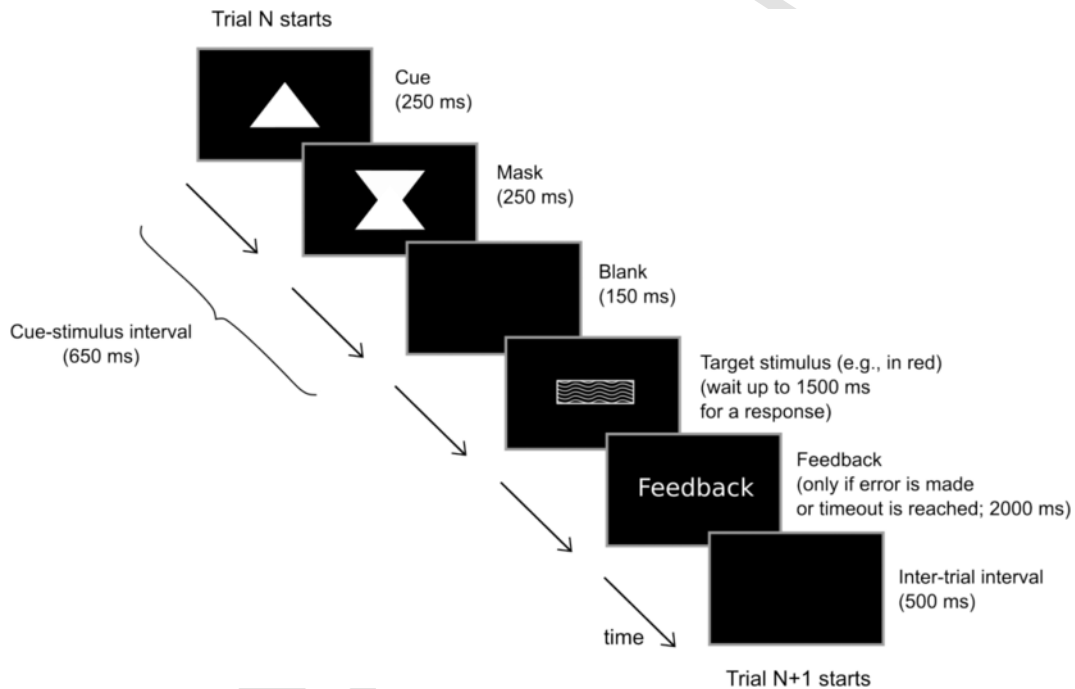 Trial N starts
Cue
(250 ms)
Mask
(250 ms)
Blank
(150 ms)
Cue-stimulus interval
(650 ms)
Target stimulus (e.g., in red)
(wait up to 1500 ms
for a response)
Feedback
Feedback
(only if error is made
or timeout is reached; 2000 ms)
Inter-trial interval
(500 ms)
time
Trial N+1 starts